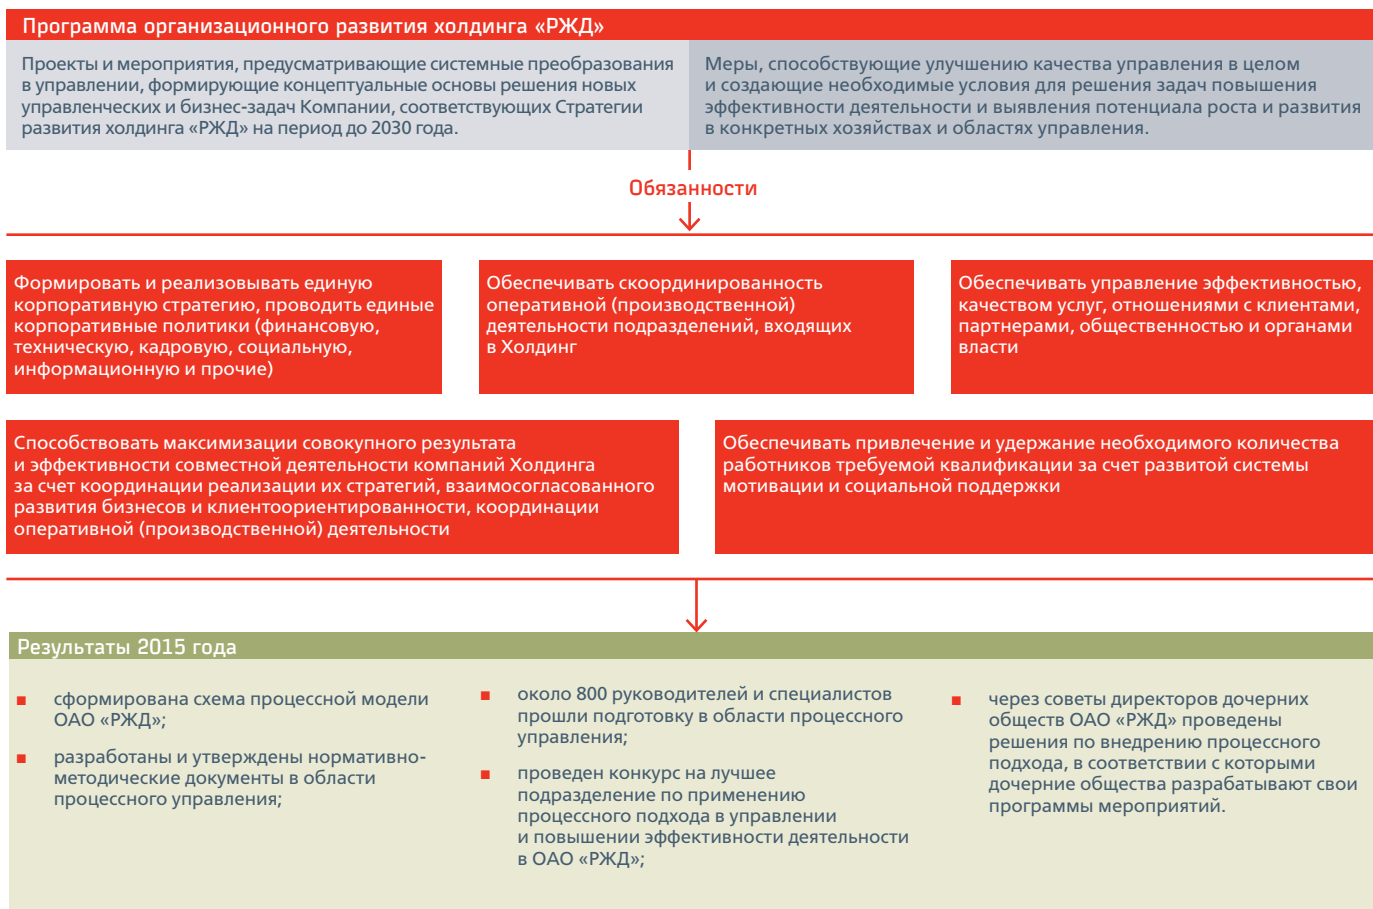 Программа организационного развития холдинга «РЖД»
Проекты и мероприятия, предусматривающие системные преобразования
в управлении, формирующие концептуальные основы решения новых
управленческих и бизнес-задач Компании, соответствующих Стратегии
развития холдинга «РЖД» на период до 2030 года.
Меры, способствующие улучшению качества управления в целом
и создающие необходимые условия для решения задач повышения
эффективности деятельности и выявления потенциала роста и развития
в конкретных хозяйствах и областях управления.
Обязанности
Формировать и реализовывать единую
корпоративную стратегию, проводить единые
корпоративные политики (финансовую,
техническую, кадровую, социальную,
информационную и прочие)
Обеспечивать скоординированность
оперативной (производственной)
деятельности подразделений, входящих
в Холдинг
Обеспечивать управление эффективностью,
качеством услуг, отношениями с клиентами,
партнерами, общественностью и органами
власти
Способствовать максимизации совокупного результата
и эффективности совместной деятельности компаний Холдинга
за счет координации реализации их стратегий, взаимосогласованного
развития бизнесов и клиентоориентированности, координации
оперативной (производственной) деятельности
Обеспечивать привлечение и удержание необходимого количества
работников требуемой квалификации за счет развитой системы
мотивации и социальной поддержки
Результаты 2015 года
сформирована схема процессной модели
ОАО «РЖД»;
разработаны и утверждены нормативно-
методические документы в области
процессного управления;
около 800 руководителей и специалистов
прошли подготовку в области процессного
управления;
проведен конкурс на лучшее
подразделение по применению
процессного подхода в управлении
и повышении эффективности деятельности
в ОАО «РЖД»;
через советы директоров дочерних
обществ ОАО «РЖД» проведены
решения по внедрению процессного
подхода, в соответствии с которыми
дочерние общества разрабатывают свои
программы мероприятий.